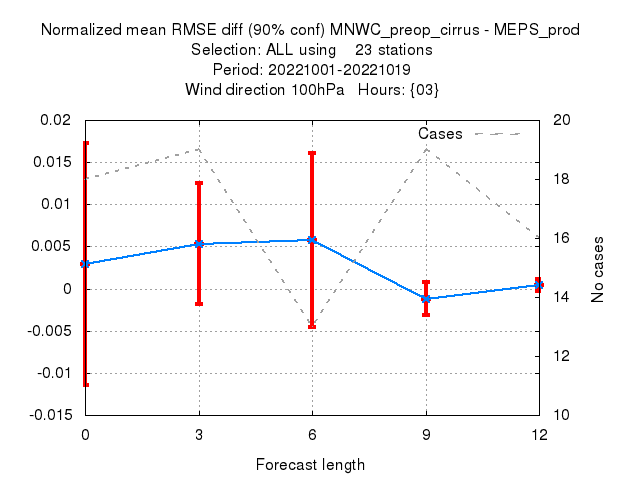 Normalized mean RMSE diff (90% conf) MNWC_preop_cirrus - MEPS_prod
Selection: ALL using    23 stations
Period: 20221001-20221019
Wind direction 100hPa   Hours: {03}
Cases
0.02
0.015
0.01
0.005
0
-0.005
-0.01
-0.015
20
18
16
14
12
10
No cases
0 3 6 9 12
Forecast length